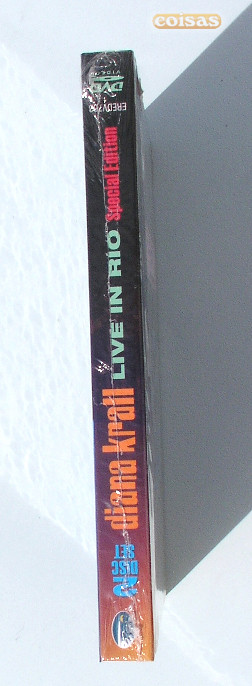 coisas
2 DISC SET
diana krall LIVE IN RIO Special Edition
DVD
VIDEO